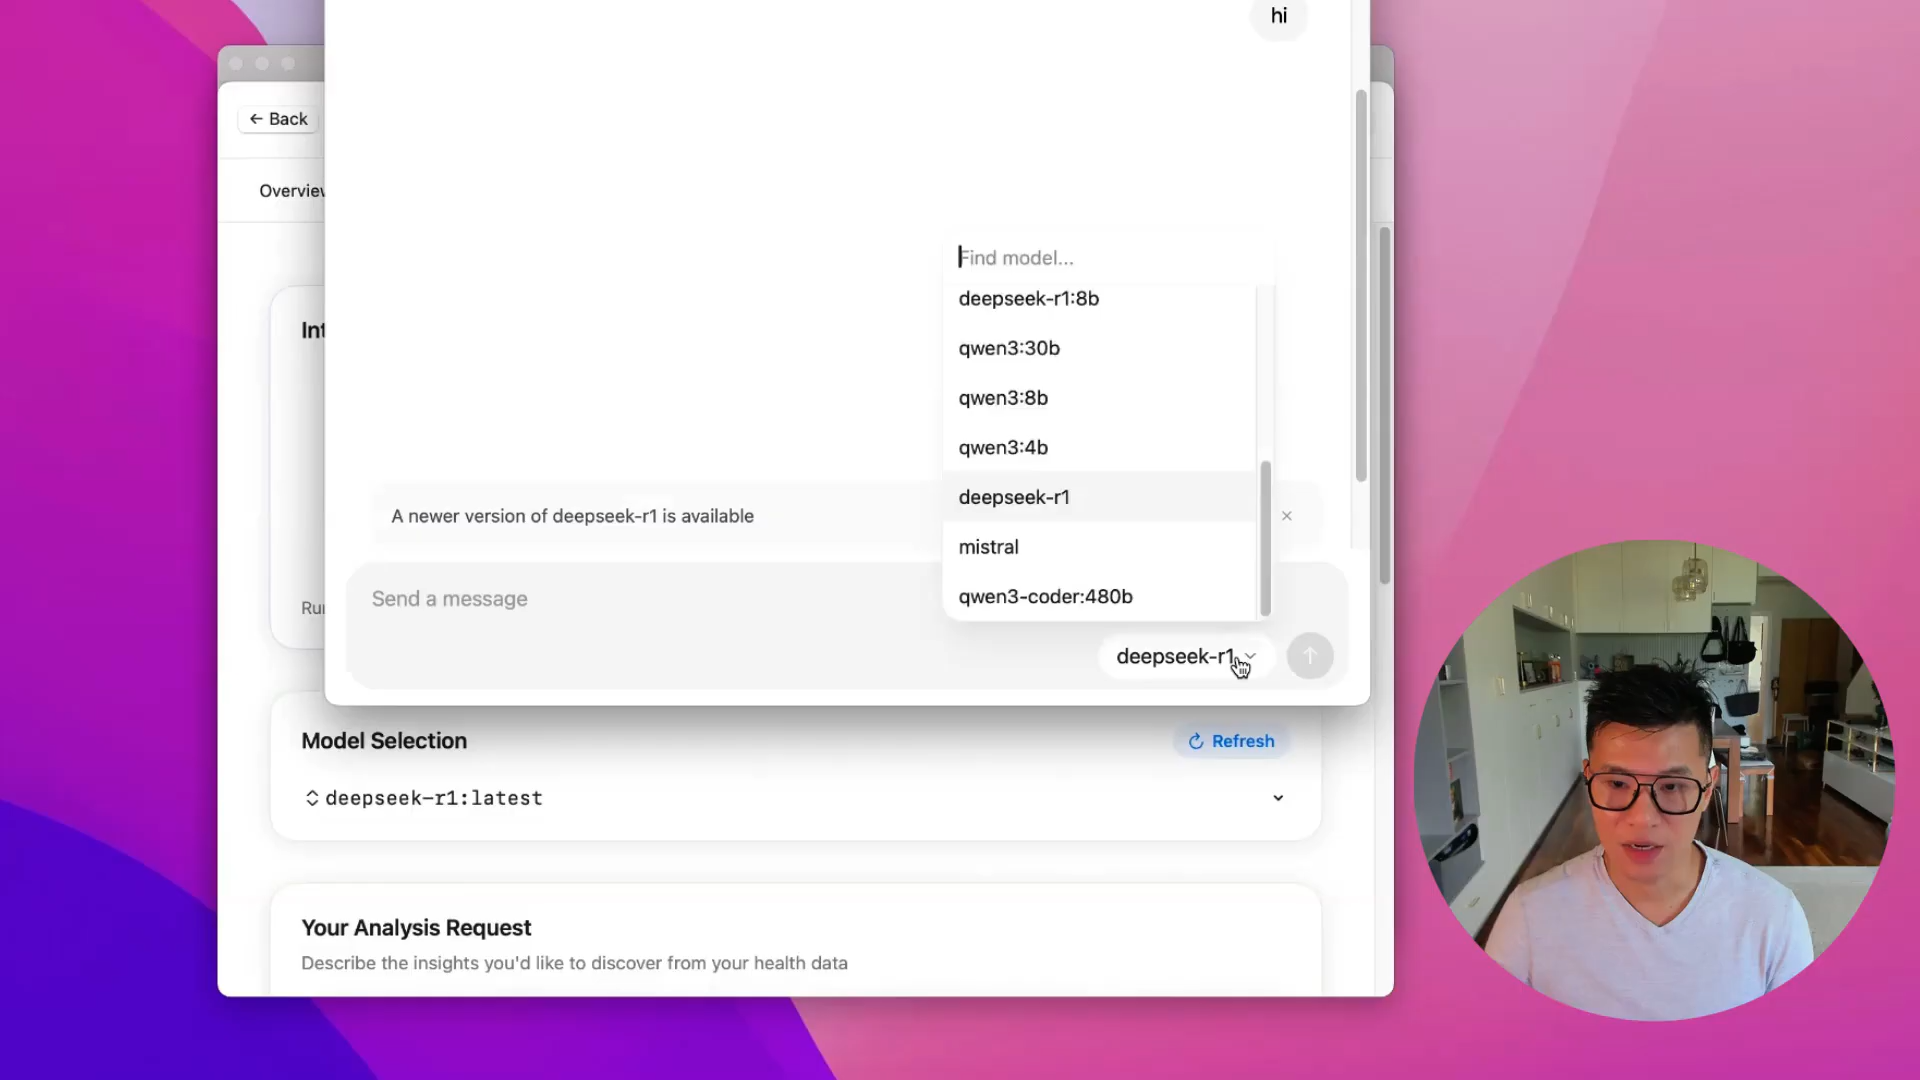 hi
← Back
Overview
Int
Find model...
deepseek-r1:8b
qwen3:30b
qwen3:8b
qwen3:4b
deepseek-r1
mistral
qwen3-coder:480b
A newer version of deepseek-r1 is available
Send a message
deepseek-r1
Run
Model Selection
Refresh
deepseek-r1:latest
Your Analysis Request
Describe the insights you'd like to discover from your health data